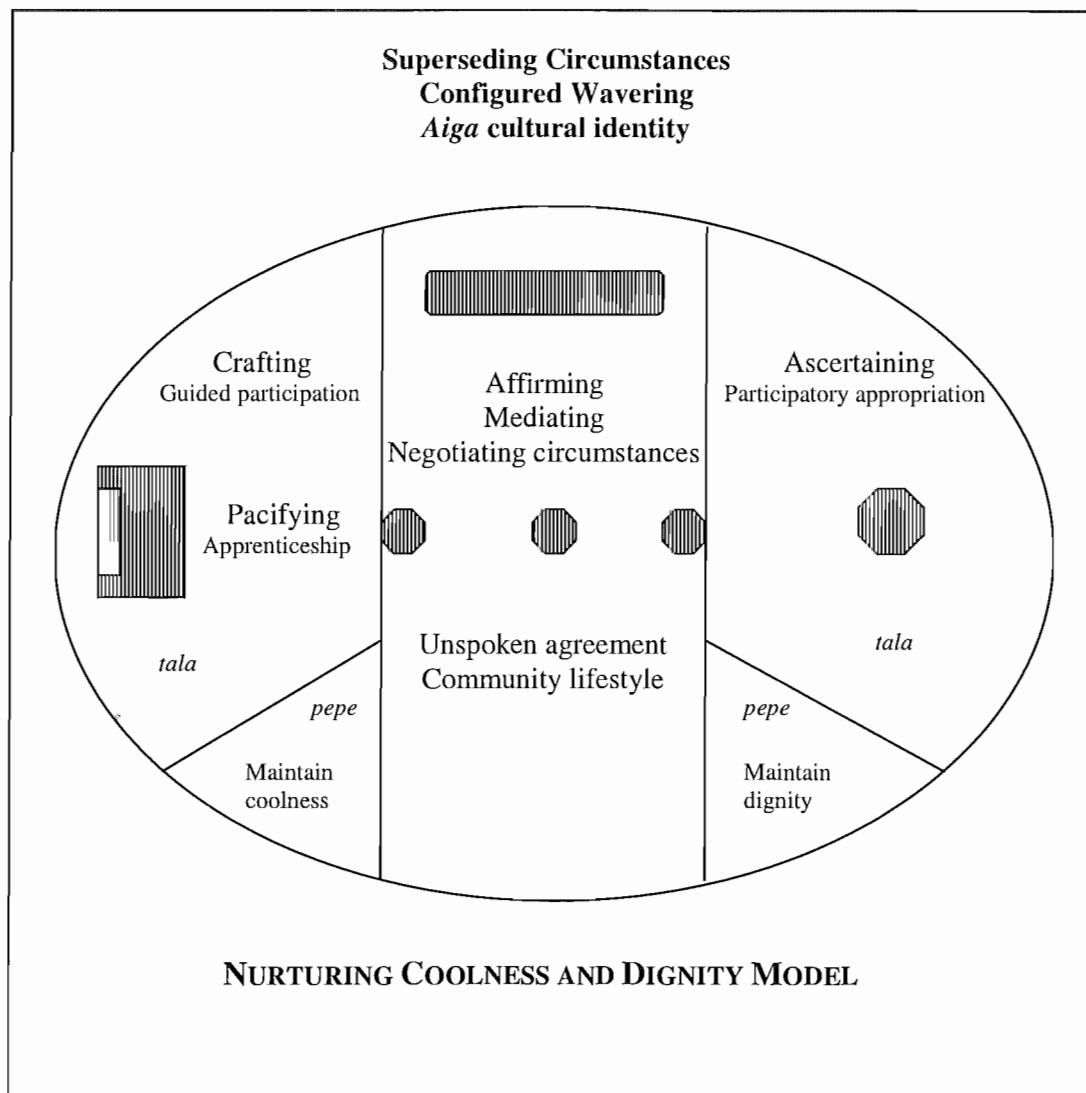 Superseding Circumstances
Configured Wavering
Aiga cultural identity
Crafting
Guided participation
Pacifying
Apprenticeship
tala
pepe
Maintain
coolness
Affirming
Mediating
Negotiating circumstances
Unspoken agreement
Community lifestyle
Ascertaining
Participatory appropriation
tala
pepe
Maintain
dignity
NURTURING COOLNESS AND DIGNITY MODEL